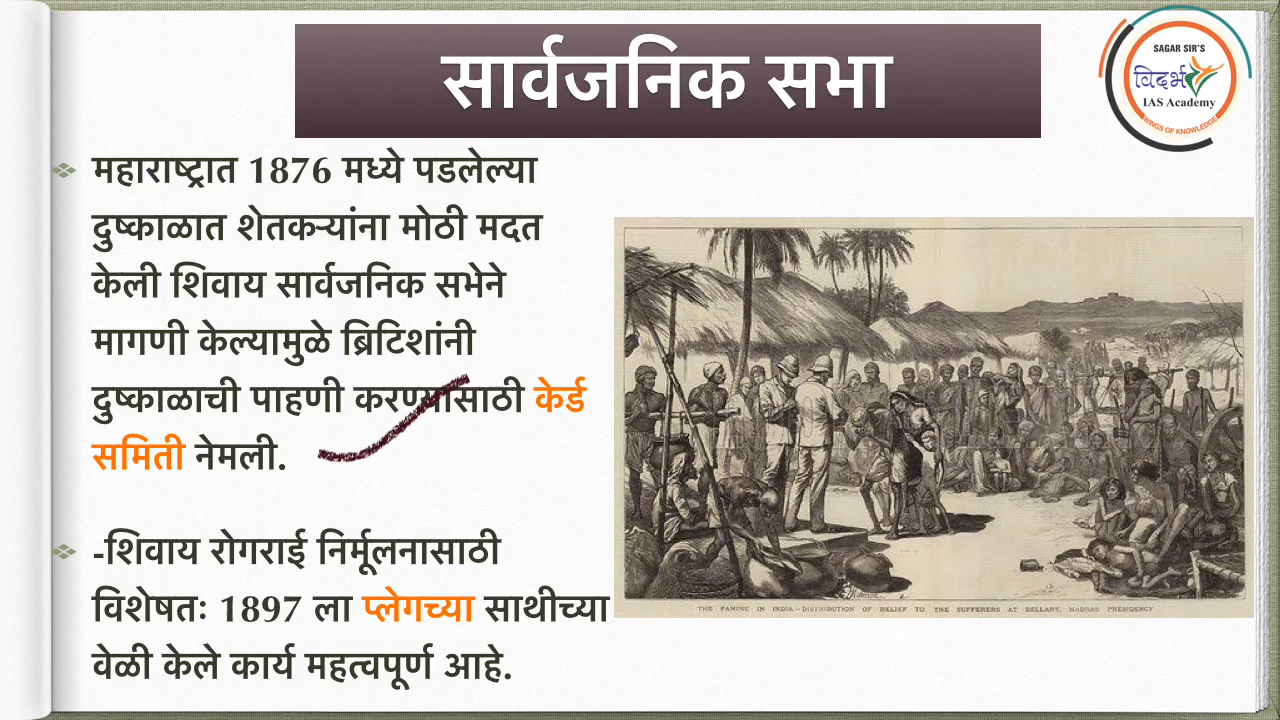 सार्वजनिक सभा
SAGAR SIR'S
विदर्भ
IAS Academy
WINGS OF KNOWLEDGE
महाराष्ट्रात 1876 मध्ये पडलेल्या
दुष्काळात शेतकऱ्यांना मोठी मदत
केली शिवाय सार्वजनिक सभेने
मागणी केल्यामुळे ब्रिटिशांनी
दुष्काळाची पाहणी करण्यासाठी केर्ड
समिती नेमली.
-शिवाय रोगराई निर्मूलनासाठी
विशेषतः 1897 ला प्लेगच्या साथीच्या
वेळी केले कार्य महत्वपूर्ण आहे.
THE FAMINE IN INDIA—DISTRIBUTION OF RELIEF TO THE SUFFERERS AT BELLARY, MADRAS PRESIDENCY